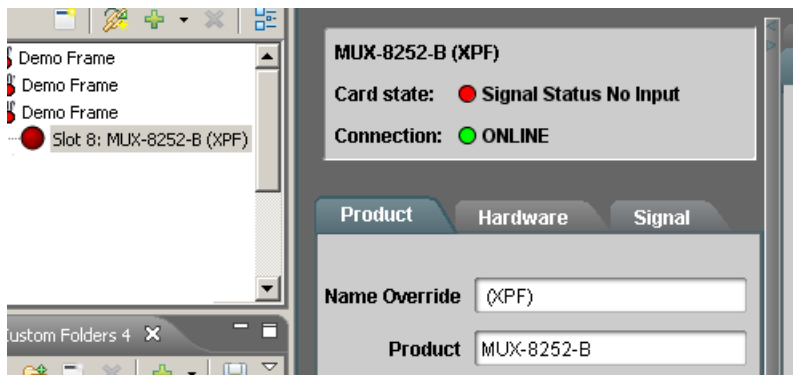 Demo Frame
Demo Frame
Demo Frame
Slot 8: MUX-8252-B (XPF)
Folders 4
MUX-8252-B (XPF)
Card state: Signal Status No Input
Connection: ONLINE
Product Hardware Signal
Name Override (XPF)
Product MUX-8252-B